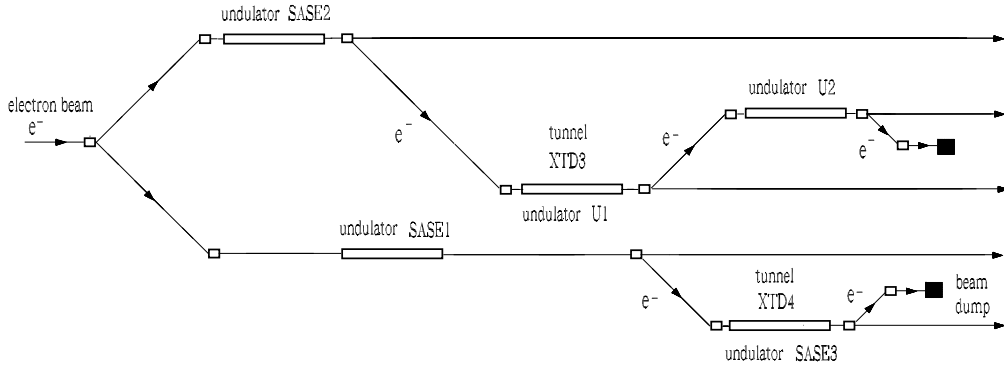 undulator SASE2
electron beam
e⁻
undulator U2
e⁻
tunnel
XTD3
e⁻
e⁻
undulator U1
undulator SASE1
tunnel
XTD4
e⁻
e⁻
beam
dump
undulator SASE3